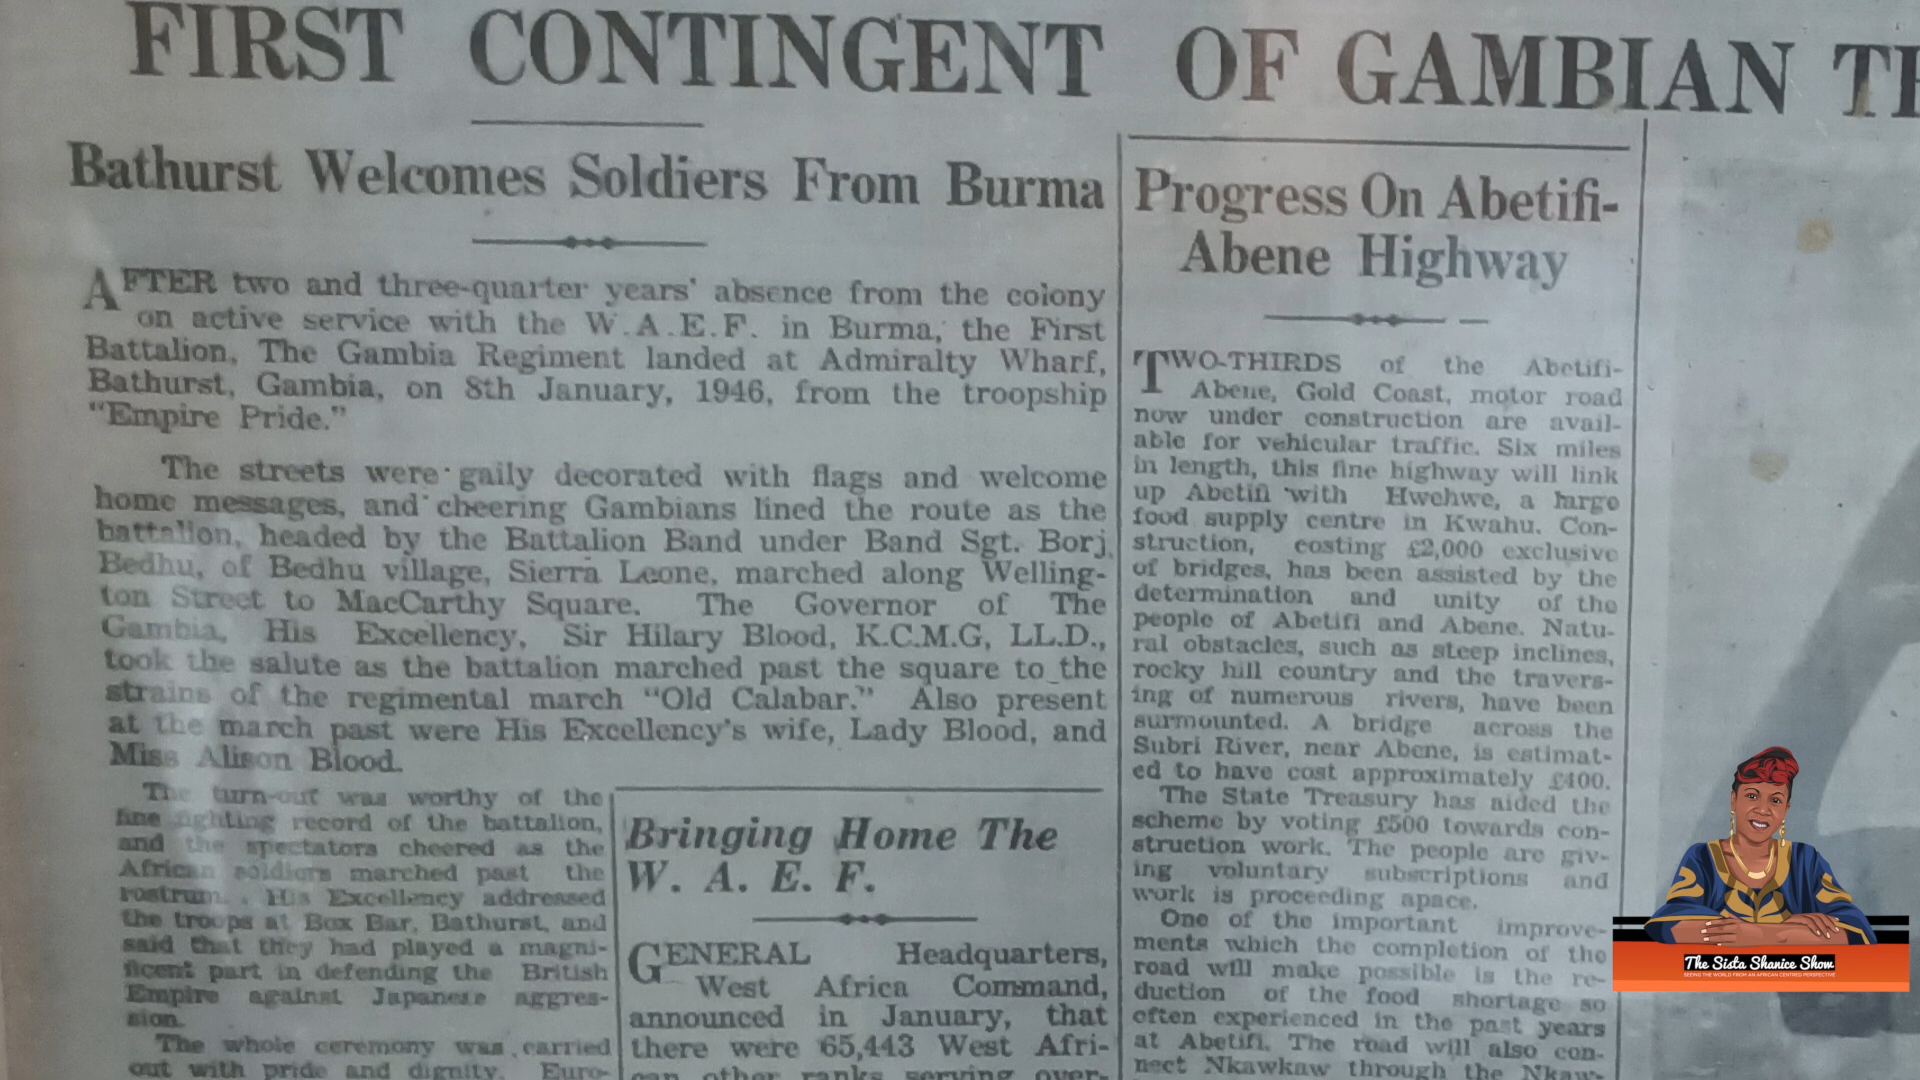 FIRST CONTINGENT OF GAMBIAN
Bathurst Welcomes Soldiers From Burma
AFTER two and three-quarter years' absence from the colony
on active service with the W.A.E.F. in Burma, the First
Battalion, The Gambia Regiment landed at Admiralty Wharf,
Bathurst, Gambia, on 8th January, 1946, from the troopship
"Empire Pride."
The streets were gaily decorated with flags and welcome
home messages, and cheering Gambians lined the route as the
battalion, headed by the Battalion Band under Band Sgt. Borj
Bedhu, of Bedhu village, Sierra Leone, marched along Welling-
ton Street to MacCarthy Square. The Governor of The
Gambia, His Excellency, Sir Hilary Blood, K.C.M.G, LL.D.,
took the salute as the battalion marched past the square to the
strains of the regimental march "Old Calabar." Also present
at the march past were His Excellency's wife, Lady Blood, and
Miss Alison Blood.
The turn-out was worthy of the
fine fighting record of the battalion,
and the spectators cheered as the
African soldiers marched past the
rostrum. His Excellency addressed
the troops at Box Bar, Bathurst, and
said that they had played a magni-
ficent part in defending the British
Empire against Japanese aggres-
sion.
The whole ceremony was carried
out with pride and dignity. Euro-
Bringing Home The
W. A. E. F.
GENERAL Headquarters,
West Africa Command,
announced in January, that
there were 65,443 West Afri-
can other ranks serving over-
Progress On Abetifi-
Abene Highway
TWO-THIRDS of the Abetifi-
Abene, Gold Coast, motor road
now under construction are avail-
able for vehicular traffic. Six miles
in length, this fine highway will link
up Abetifi with Hwehwe, a large
food supply centre in Kwahu. Con-
struction, costing £2,000 exclusive
of bridges, has been assisted by the
determination and unity of the
people of Abetifi and Abene. Natu-
ral obstacles, such as steep inclines,
rocky hill country and the travers-
ing of numerous rivers, have been
surmounted. A bridge across the
Subri River, near Abene, is estimat-
ed to have cost approximately £400.
The State Treasury has aided the
scheme by voting £500 towards con-
struction work. The people are giv-
ing voluntary subscriptions and
work is proceeding apace.
One of the important improve-
ments which the completion of the
road will make possible is the re-
duction of the food shortage so
often experienced in the past years
at Abetifi. The road will also con-
nect Nkawkaw through the Nkaw-
The Sista Shanice Show
SEEING THE WORLD FROM AN AFRICAN CENTRED PERSPECTIVE